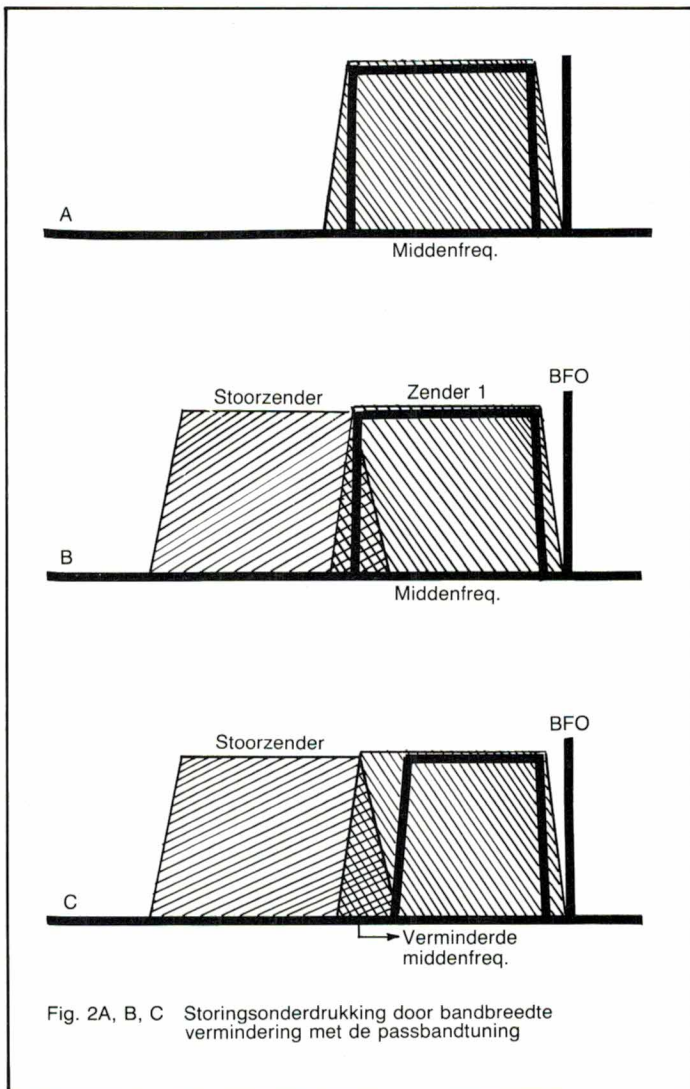 A
Middenfreq.
Stoorzender
Zender 1
BFO
B
Middenfreq.
Stoorzender
BFO
C
Verminderde
middenfreq.
Fig. 2A, B, C Storingsonderdrukking door bandbreedte
vermindering met de passbandtuning